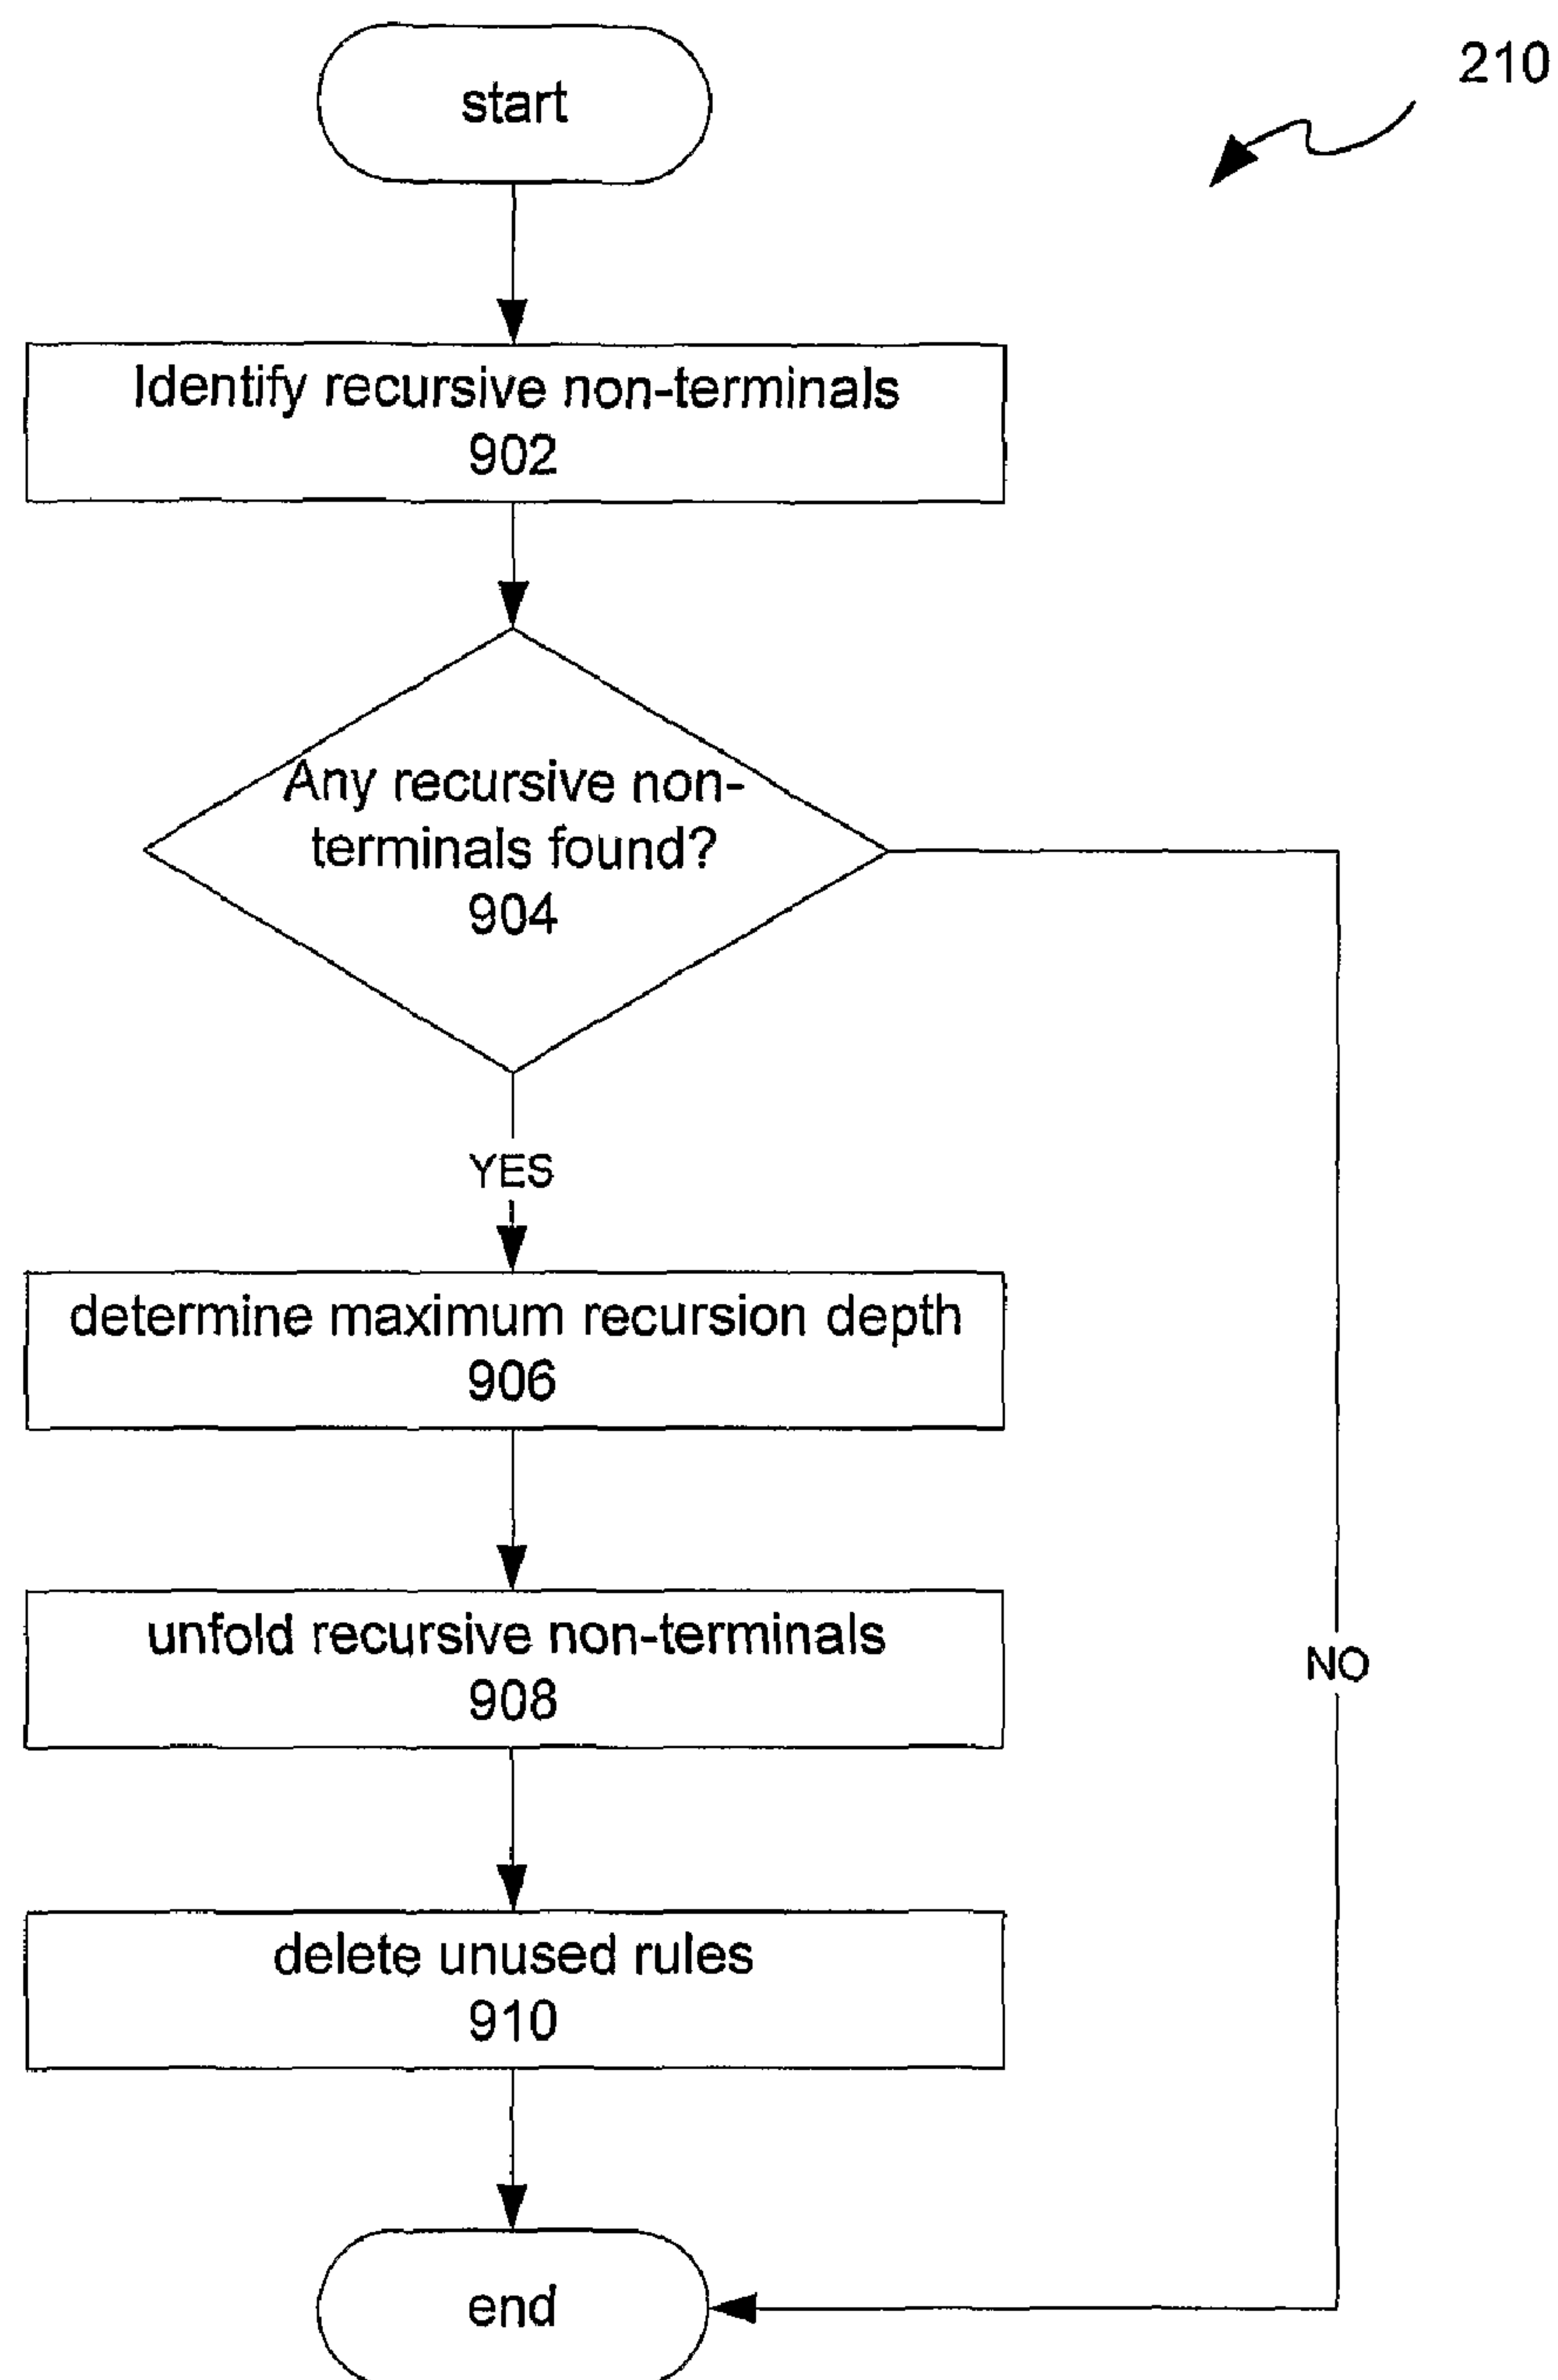 210
start
Identify recursive non-terminals
902
Any recursive non-
terminals found?
904
YES
determine maximum recursion depth
906
unfold recursive non-terminals
908
NO
delete unused rules
910
end